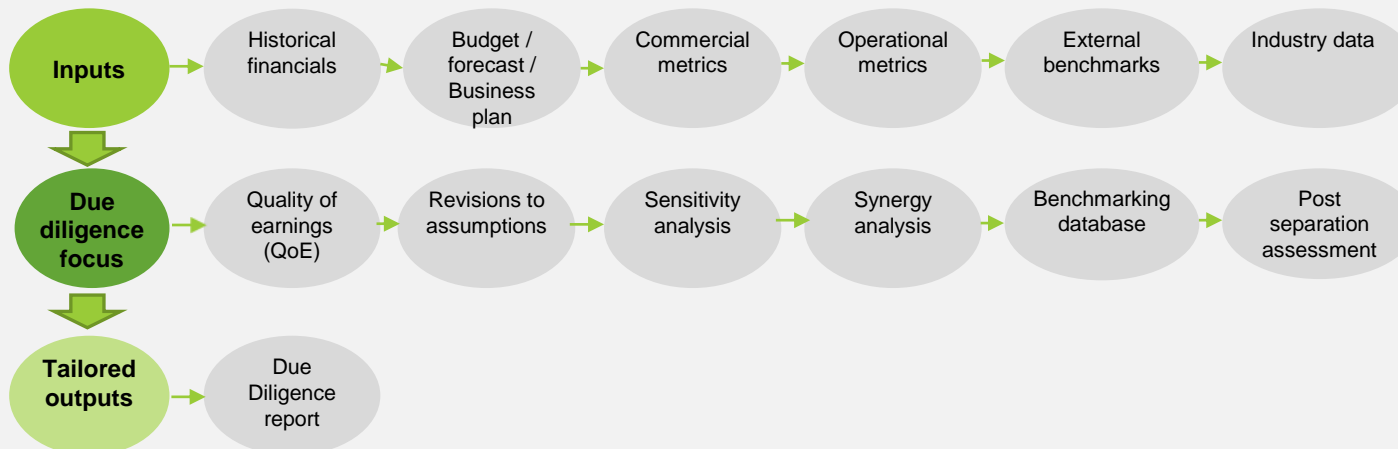 Inputs
Historical
financials
Budget /
forecast /
Business
plan
Commercial
metrics
Operational
metrics
External
benchmarks
Industry data
Due
diligence
focus
Quality of
earnings
(QoE)
Revisions to
assumptions
Sensitivity
analysis
Synergy
analysis
Benchmarking
database
Post
separation
assessment
Tailored
outputs
Due
Diligence
report